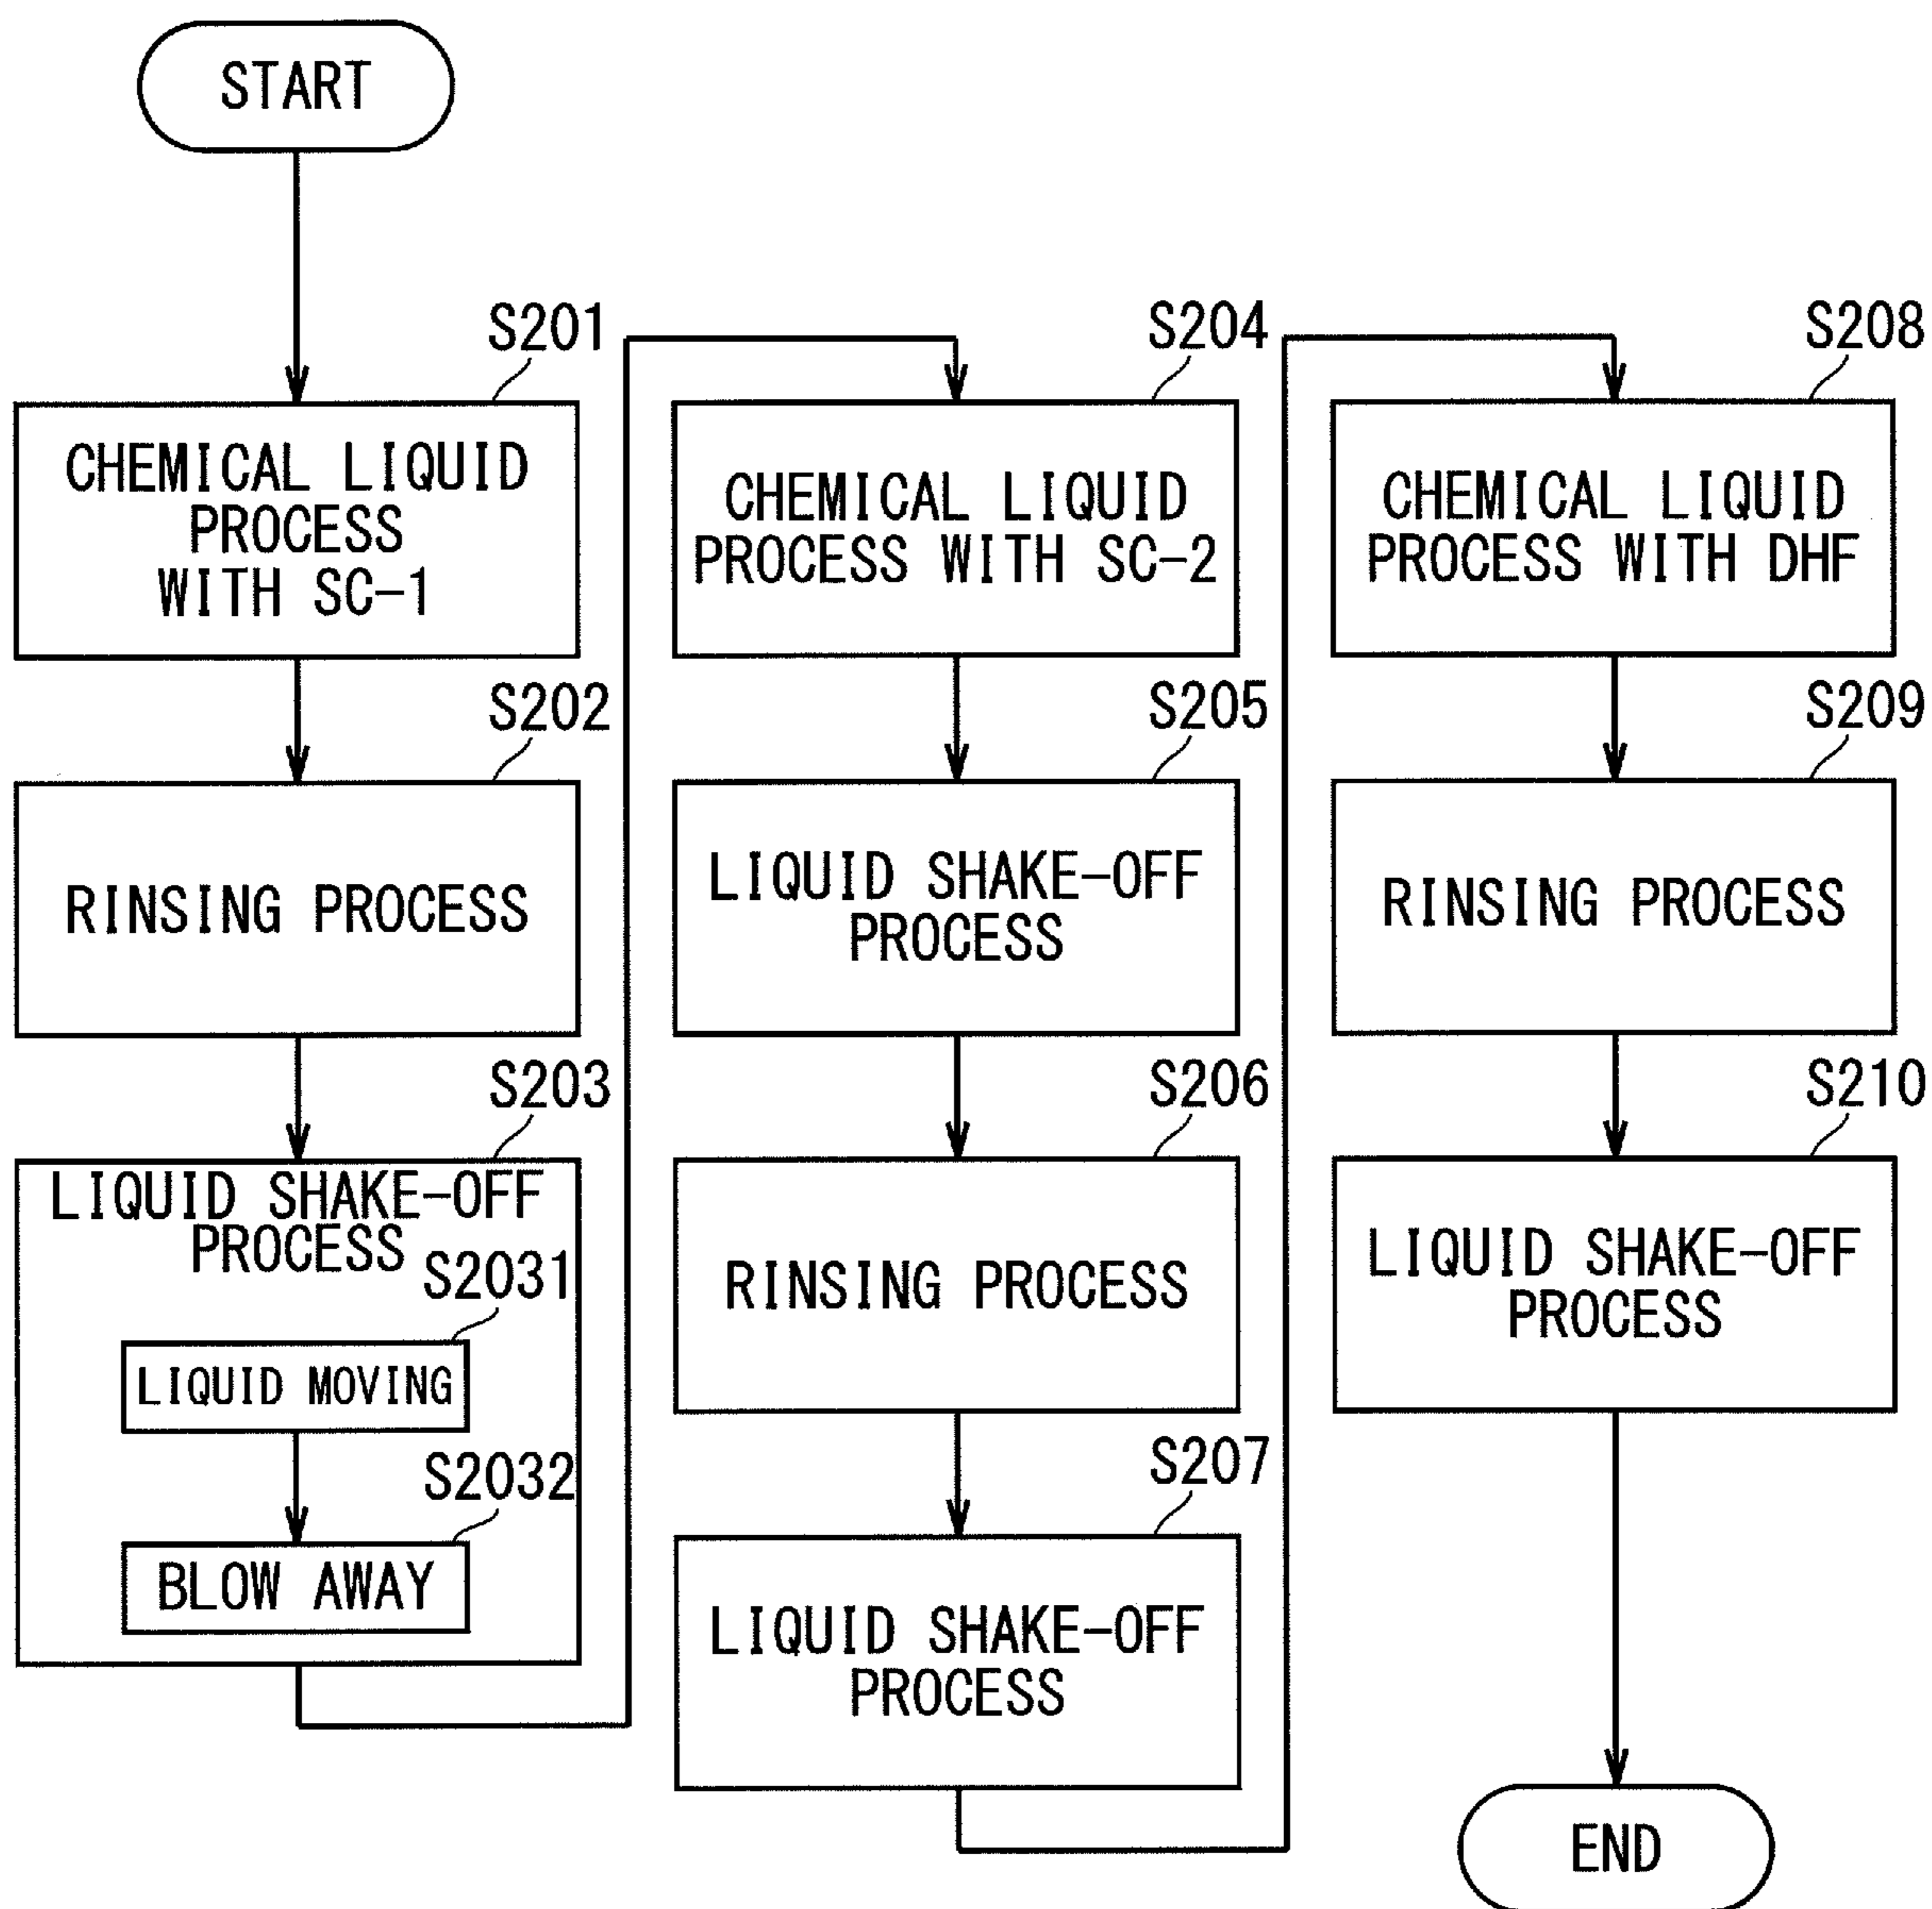 START
S201
CHEMICAL LIQUID
PROCESS
WITH SC-1
S202
RINSING PROCESS
S203
LIQUID SHAKE-OFF
PROCESS
S2031
LIQUID MOVING
S2032
BLOW AWAY
S204
CHEMICAL LIQUID
PROCESS WITH SC-2
S205
LIQUID SHAKE-OFF
PROCESS
S206
RINSING PROCESS
S207
LIQUID SHAKE-OFF
PROCESS
S208
CHEMICAL LIQUID
PROCESS WITH DHF
S209
RINSING PROCESS
S210
LIQUID SHAKE-OFF
PROCESS
END